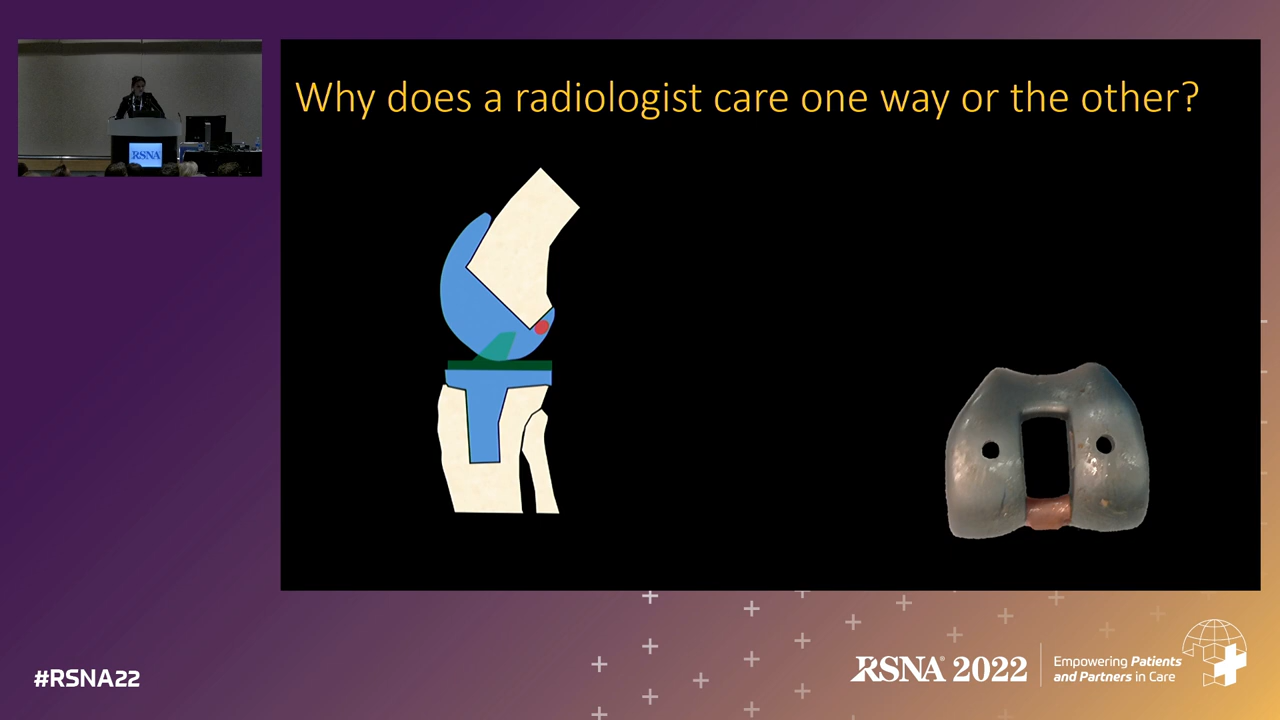 Why does a radiologist care one way or the other?
RSNA
#RSNA22
RSNA® 2022
Empowering Patients
and Partners in Care